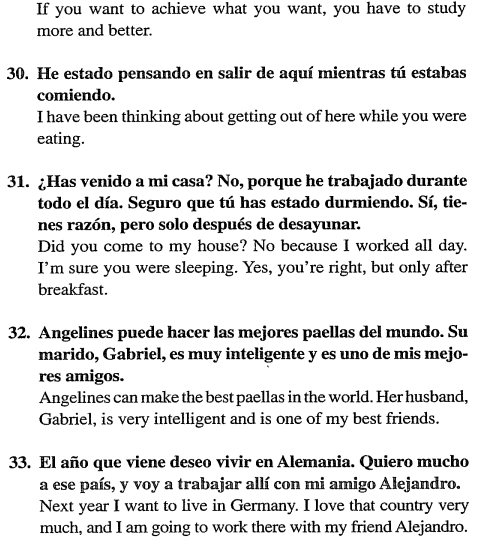 If you want to achieve what you want, you have to study
more and better.
30. He estado pensando en salir de aquí mientras tú estabas
comiendo.
I have been thinking about getting out of here while you were
eating.
31. ¿Has venido a mi casa? No, porque he trabajado durante
todo el día. Seguro que tú has estado durmiendo. Sí, tie-
nes razón, pero solo después de desayunar.
Did you come to my house? No because I worked all day.
I'm sure you were sleeping. Yes, you're right, but only after
breakfast.
32. Angelines puede hacer las mejores paellas del mundo. Su
marido, Gabriel, es muy inteligente y es uno de mis mejo-
res amigos.
Angelines can make the best paellas in the world. Her husband,
Gabriel, is very intelligent and is one of my best friends.
33. El año que viene deseo vivir en Alemania. Quiero mucho
a ese país, y voy a trabajar allí con mi amigo Alejandro.
Next year I want to live in Germany. I love that country very
much, and I am going to work there with my friend Alejandro.